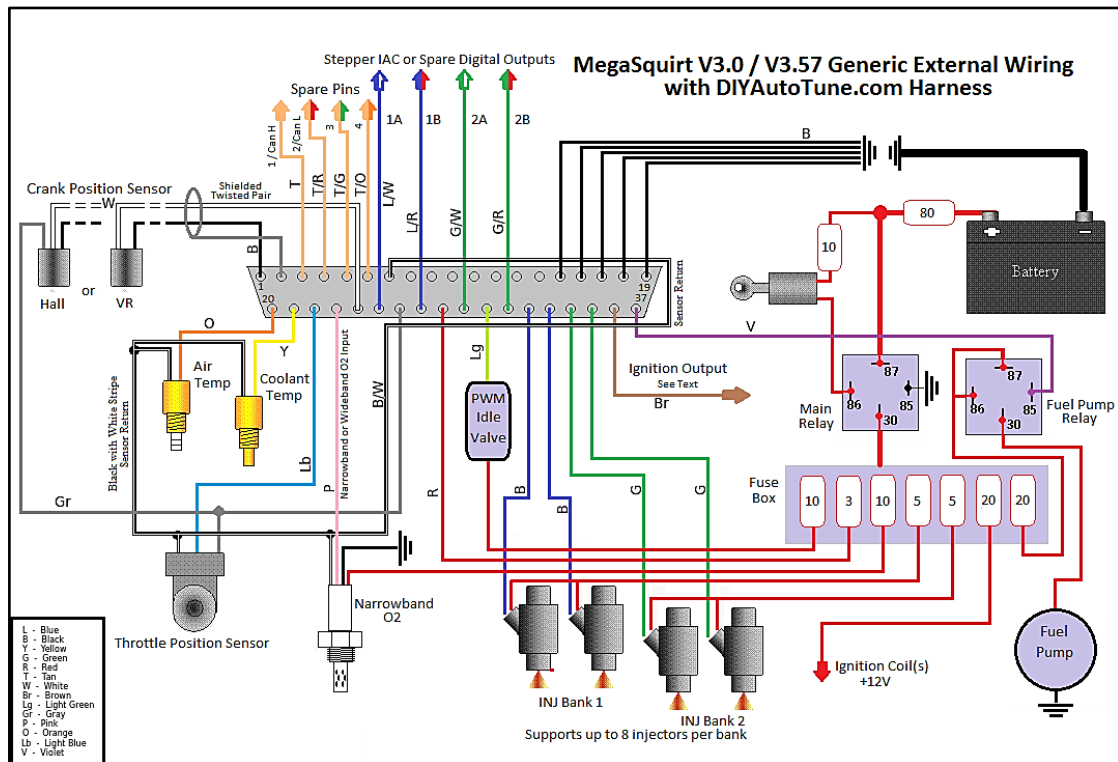 MegaSquirt V3.0 / V3.57 Generic External Wiring
with DIYAutoTune.com Harness
Stepper IAC or Spare Digital Outputs
Spare Pins
1 / Can H
2/Can L
3
4
1A
1B
2A
2B
T
T/R
T/G
T/O
L/W
L/R
G/W
G/R
B
Crank Position Sensor
W
Shielded
Twisted Pair
B
Hall
or
VR
1
20
19
37
Sensor Return
80
10
Battery
V
O
Y
Air
Temp
Coolant
Temp
Black with White Stripe
Sensor Return
Lb
P
Narrowband or Wideband O2 Input
B/W
R
Lg
PWM
Idle
Valve
Ignition Output
See Text
Br
B
B
G
G
87
86
85
30
Main
Relay
87
86
85
30
Fuel Pump
Relay
Fuse
Box
10
3
10
5
5
20
20
Gr
Throttle Position Sensor
Narrowband
O2
INJ Bank 1
INJ Bank 2
Supports up to 8 injectors per bank
Ignition Coil(s)
+12V
Fuel
Pump
L - Blue
B - Black
Y - Yellow
G - Green
R - Red
T - Tan
W - White
Br - Brown
Lg - Light Green
Gr - Gray
P - Pink
O - Orange
Lb - Light Blue
V - Violet